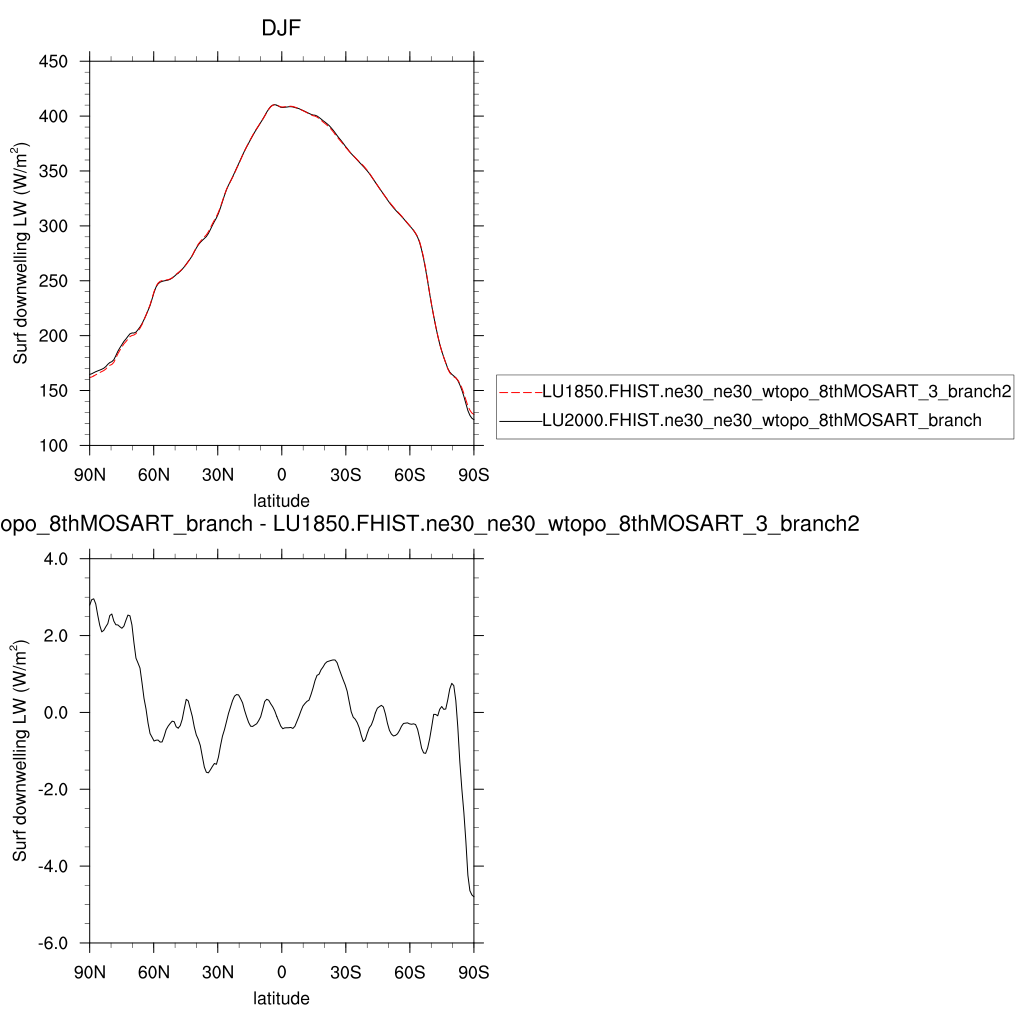 DJF
450
400
350
300
250
200
150
100
Surf downwelling LW (W/m²)
90N 60N 30N 0 30S 60S 90S
latitude
LU1850.FHIST.ne30_ne30_wtopo_8thMOSART_3_branch2
LU2000.FHIST.ne30_ne30_wtopo_8thMOSART_branch
opo_8thMOSART_branch - LU1850.FHIST.ne30_ne30_wtopo_8thMOSART_3_branch2
4.0
2.0
0.0
-2.0
-4.0
-6.0
Surf downwelling LW (W/m²)
90N 60N 30N 0 30S 60S 90S
latitude